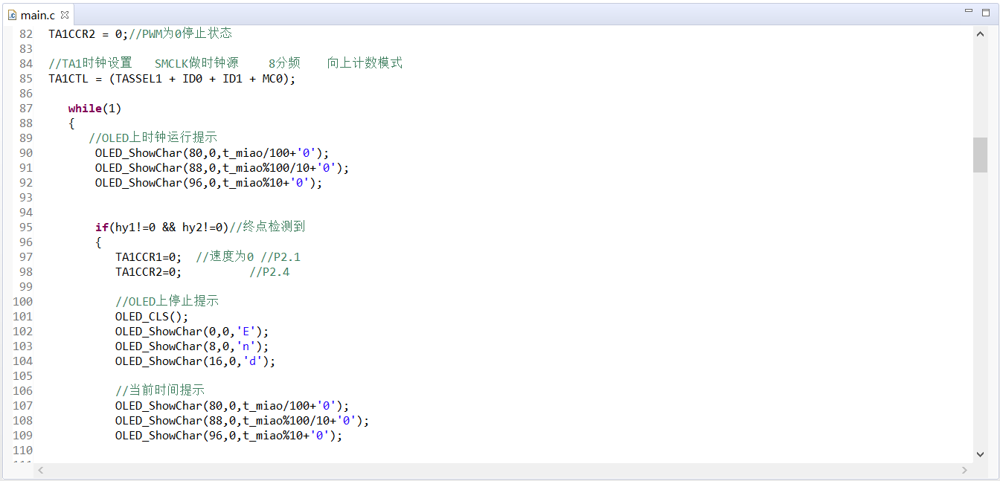 main.c
82 TA1CCR2 = 0;//PWM为0停止状态
83
84 //TA1时钟设置   SMCLK做时钟源    8分频    向上计数模式
85 TA1CTL = (TASSEL1 + ID0 + ID1 + MC0);
86
87    while(1)
88    {
89       //OLED上时钟运行提示
90        OLED_ShowChar(80,0,t_miao/100+'0');
91        OLED_ShowChar(88,0,t_miao%100/10+'0');
92        OLED_ShowChar(96,0,t_miao%10+'0');
93
94
95        if(hy1!=0 && hy2!=0)//终点检测到
96        {
97           TA1CCR1=0;  //速度为0 //P2.1
98           TA1CCR2=0;          //P2.4
99
100           //OLED上停止提示
101           OLED_CLS();
102           OLED_ShowChar(0,0,'E');
103           OLED_ShowChar(8,0,'n');
104           OLED_ShowChar(16,0,'d');
105
106           //当前时间提示
107           OLED_ShowChar(80,0,t_miao/100+'0');
108           OLED_ShowChar(88,0,t_miao%100/10+'0');
109           OLED_ShowChar(96,0,t_miao%10+'0');
110